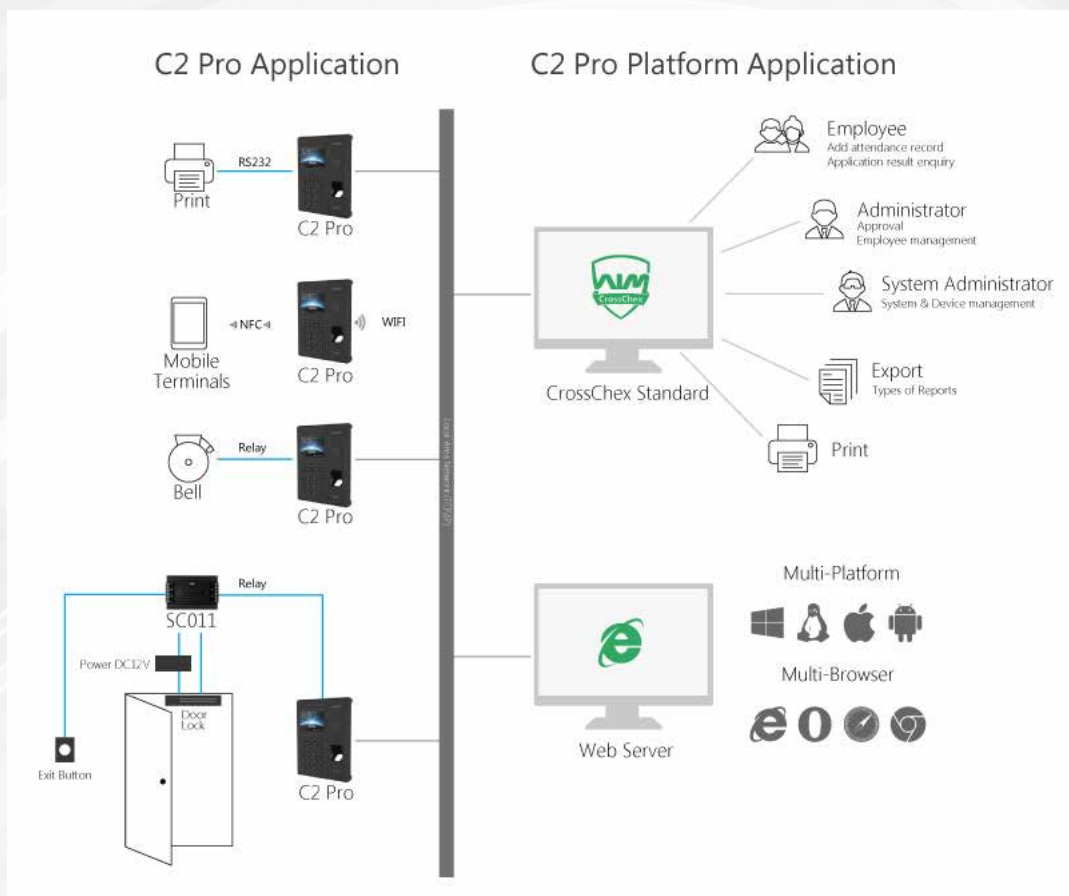 C2 Pro Application
RS232
Print
C2 Pro
NFC
WIFI
Mobile
Terminals
C2 Pro
Relay
Bell
C2 Pro
SC011
Relay
Power DC12V
Door
Lock
Exit Button
C2 Pro
C2 Pro Platform Application
Employee
Add attendance record
Application result enquiry
Administrator
Approval
Employee management
System Administrator
System & Device management
CrossChex
CrossChex Standard
Export
Types of Reports
Print
Multi-Platform
Multi-Browser
Web Server